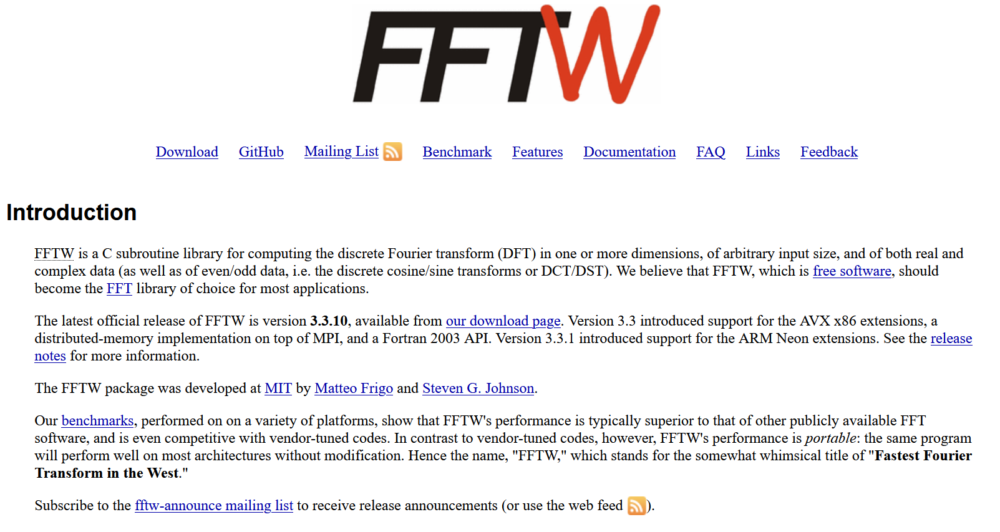 FFTW
Download GitHub Mailing List Benchmark Features Documentation FAQ Links Feedback
Introduction
FFTW is a C subroutine library for computing the discrete Fourier transform (DFT) in one or more dimensions, of arbitrary input size, and of both real and
complex data (as well as of even/odd data, i.e. the discrete cosine/sine transforms or DCT/DST). We believe that FFTW, which is free software, should
become the FFT library of choice for most applications.
The latest official release of FFTW is version 3.3.10, available from our download page. Version 3.3 introduced support for the AVX x86 extensions, a
distributed-memory implementation on top of MPI, and a Fortran 2003 API. Version 3.3.1 introduced support for the ARM Neon extensions. See the release
notes for more information.
The FFTW package was developed at MIT by Matteo Frigo and Steven G. Johnson.
Our benchmarks, performed on on a variety of platforms, show that FFTW's performance is typically superior to that of other publicly available FFT
software, and is even competitive with vendor-tuned codes. In contrast to vendor-tuned codes, however, FFTW's performance is portable: the same program
will perform well on most architectures without modification. Hence the name, "FFTW," which stands for the somewhat whimsical title of "Fastest Fourier
Transform in the West."
Subscribe to the fftw-announce mailing list to receive release announcements (or use the web feed ).